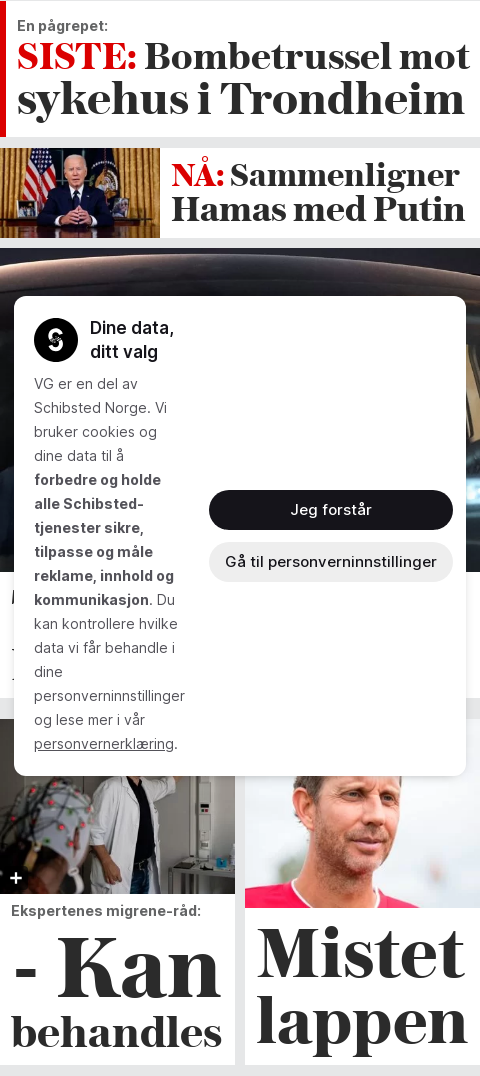 En pågrepet:
SISTE: Bombetrussel mot
sykehus i Trondheim
NÅ: Sammenligner
Hamas med Putin
Dine data,
ditt valg
VG er en del av
Schibsted Norge. Vi
bruker cookies og
dine data til å
forbedre og holde
alle Schibsted-
tjenester sikre,
tilpasse og måle
reklame, innhold og
kommunikasjon. Du
kan kontrollere hvilke
data vi får behandle i
dine
personverninnstillinger
og lese mer i vår
personvernerklæring.
Jeg forstår
Gå til personverninnstillinger
Ekspertenes migrene-råd:
- Kan
behandles
Mistet
lappen